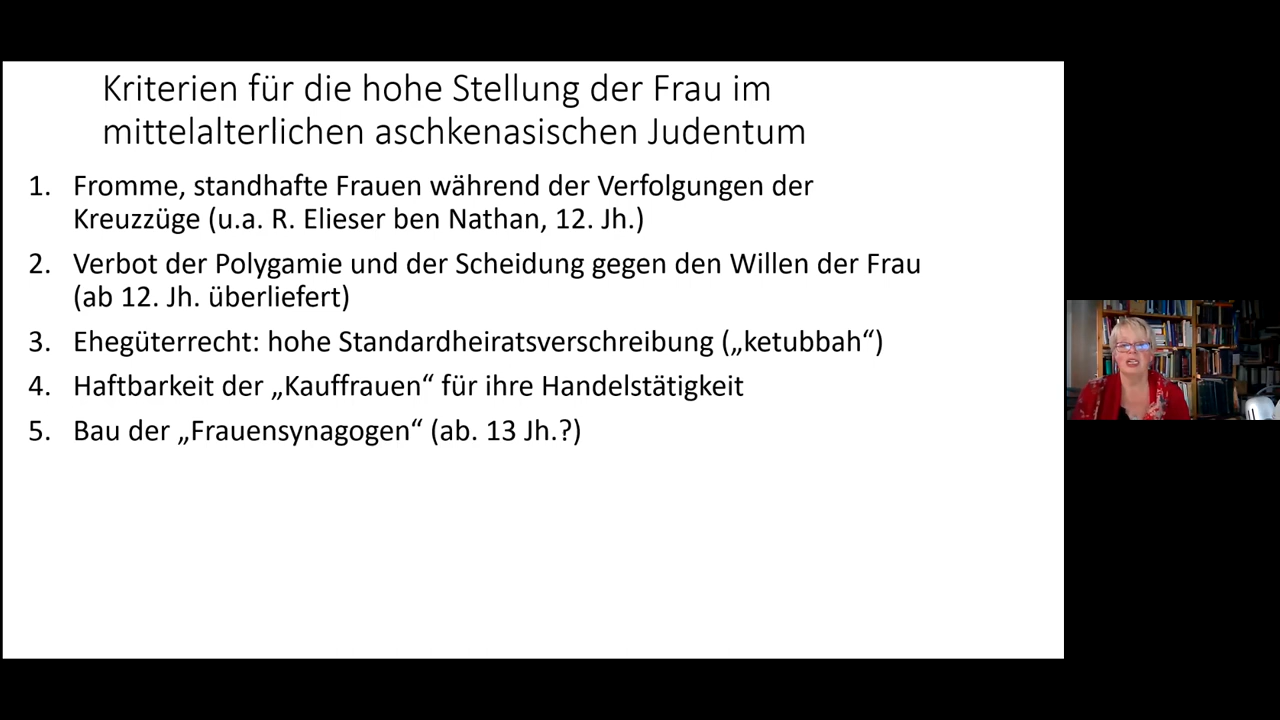 Kriterien für die hohe Stellung der Frau im
mittelalterlichen aschkenasischen Judentum
1. Fromme, standhafte Frauen während der Verfolgungen der
Kreuzzüge (u.a. R. Elieser ben Nathan, 12. Jh.)
2. Verbot der Polygamie und der Scheidung gegen den Willen der Frau
(ab 12. Jh. überliefert)
3. Ehegüterrecht: hohe Standardheiratsverschreibung („ketubbah“)
4. Haftbarkeit der „Kauffrauen“ für ihre Handelstätigkeit
5. Bau der „Frauensynagogen“ (ab. 13 Jh.?)